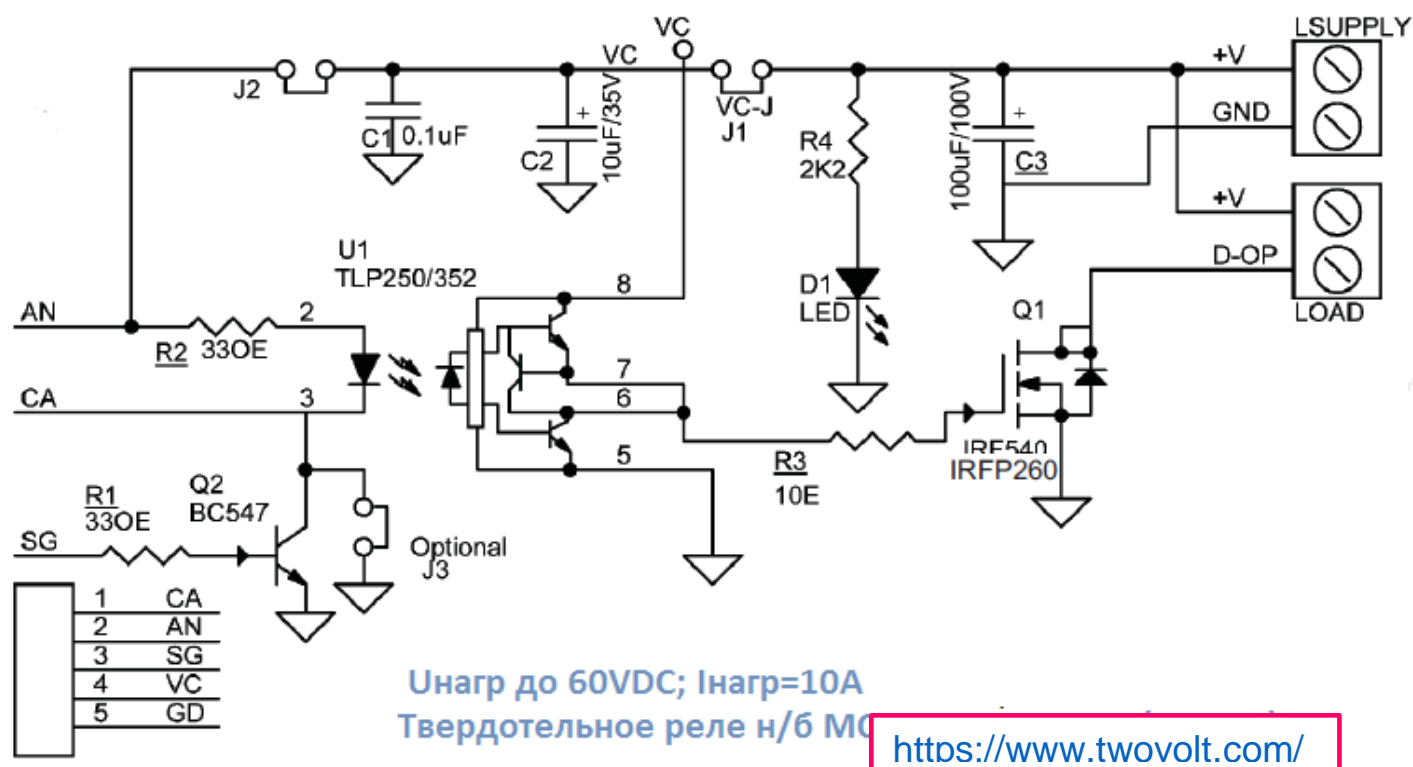 LSUPPLY
VC
VC
+V
GND
J2
C1
0.1uF
C2
+
10uF/35V
VC-J
J1
R4
2K2
+
100uF/100V
C3
+V
D-OP
LOAD
U1
TLP250/352
8
7
6
5
D1
LED
Q1
AN
R2
33OE
2
CA
3
R3
10E
IRF540
IRFP260
R1
33OE
Q2
BC547
SG
Optional
J3
1 CA
2 AN
3 SG
4 VC
5 GD
Uнагр до 60VDC; Iнагр=10А
Твердотельное реле н/б
https://www.twovolt.com/